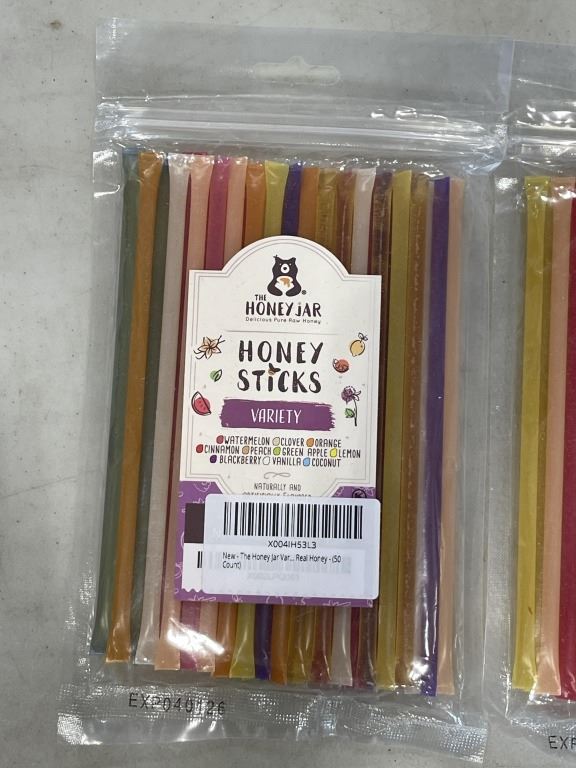 THE
HONEY JAR®
Delicious Pure Raw Honey
HONEY
STICKS
VARIETY
WATERMELON CLOVER ORANGE
CINNAMON PEACH GREEN APPLE LEMON
BLACKBERRY VANILLA COCONUT
NATURALLY AND
X004IH53L3
New - The Honey Jar Var... Real Honey - (50
Count)
EXP040126
EXP